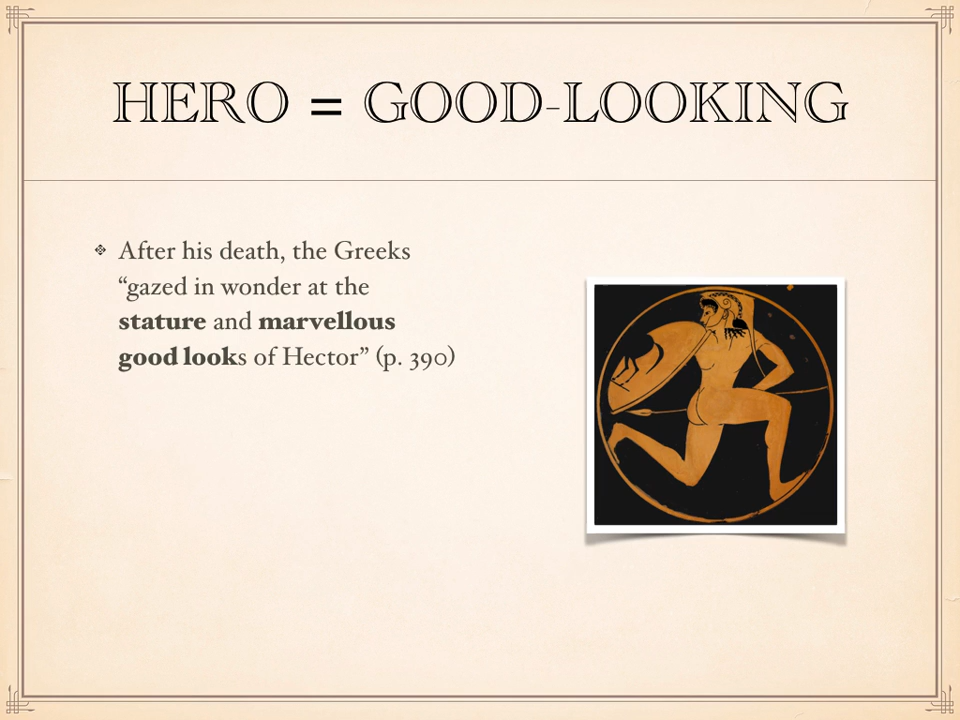 HERO = GOOD-LOOKING
After his death, the Greeks
“gazed in wonder at the
stature and marvellous
good looks of Hector” (p. 390)